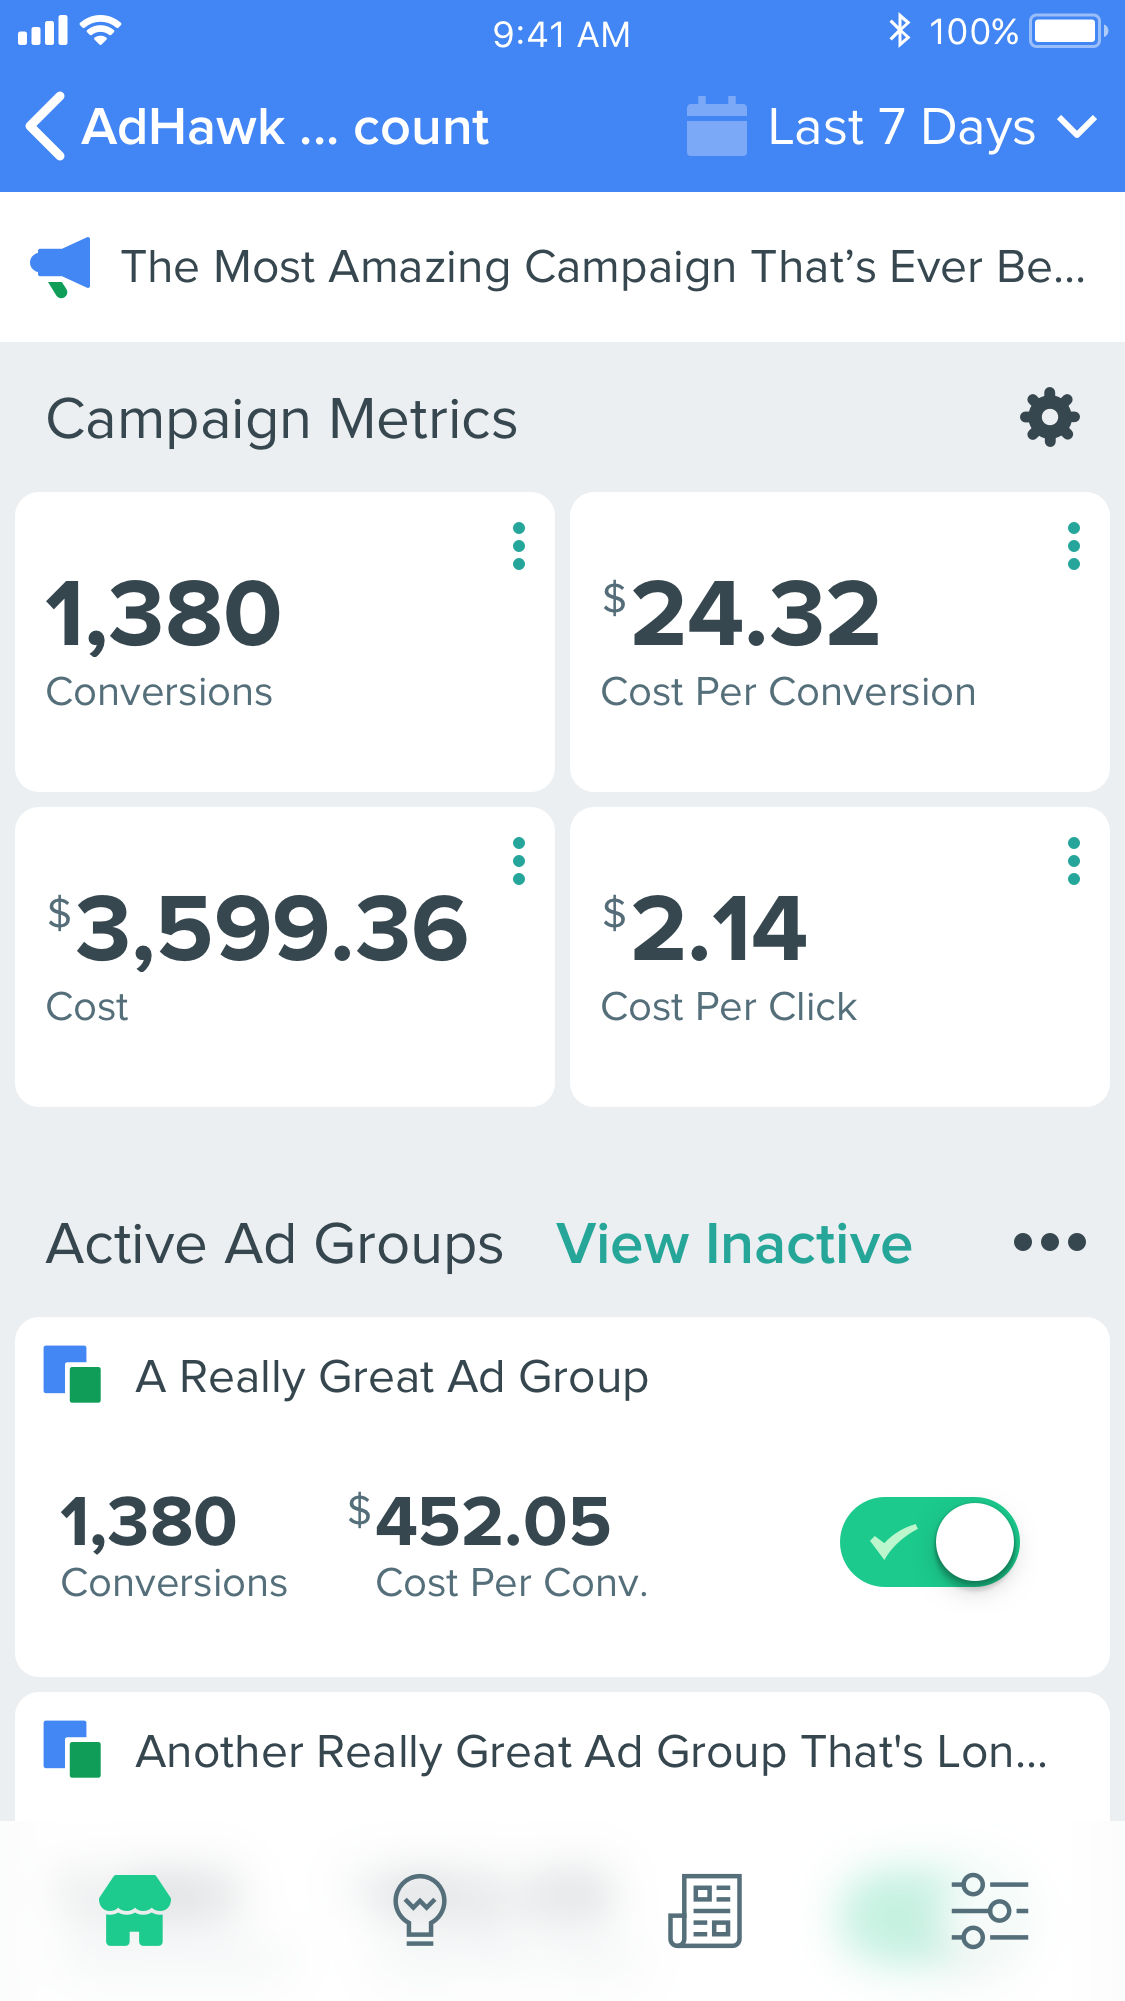 9:41 AM
100%
AdHawk ... count
Last 7 Days
The Most Amazing Campaign That’s Ever Be...
Campaign Metrics
1,380
Conversions
$24.32
Cost Per Conversion
$3,599.36
Cost
$2.14
Cost Per Click
Active Ad Groups
View Inactive
A Really Great Ad Group
1,380
Conversions
$452.05
Cost Per Conv.
Another Really Great Ad Group That's Lon...